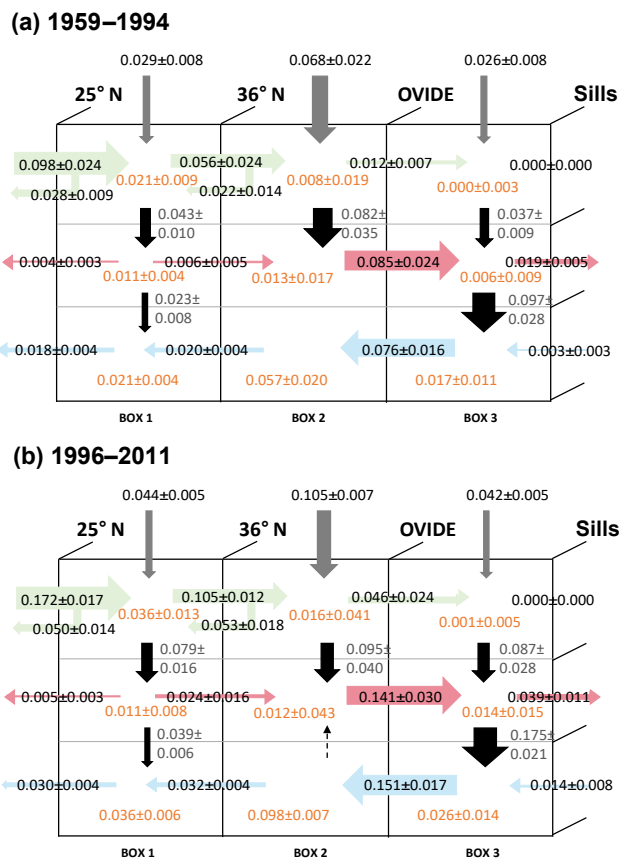 (a) 1959–1994
0.029±0.008 0.068±0.022 0.026±0.008
25° N 36° N OVIDE Sills
0.098±0.024 0.056±0.024 0.012±0.007 0.000±0.000
0.021±0.009 0.008±0.019 0.000±0.003
0.028±0.009 0.022±0.014
0.043± 0.082± 0.037±
0.010 0.035 0.009
0.004±0.003 0.006±0.005 0.085±0.024 0.019±0.005
0.011±0.004 0.013±0.017 0.006±0.009
0.023± 0.097±
0.008 0.028
0.018±0.004 0.020±0.004 0.076±0.016 0.003±0.003
0.021±0.004 0.057±0.020 0.017±0.011
BOX 1 BOX 2 BOX 3
(b) 1996–2011
0.044±0.005 0.105±0.007 0.042±0.005
25° N 36° N OVIDE Sills
0.172±0.017 0.105±0.012 0.046±0.024 0.000±0.000
0.036±0.013 0.016±0.041 0.001±0.005
0.050±0.014 0.053±0.018
0.079± 0.095± 0.087±
0.016 0.040 0.028
0.005±0.003 0.024±0.016 0.141±0.030 0.039±0.011
0.011±0.008 0.012±0.043 0.014±0.015
0.039± 0.175±
0.006 0.021
0.030±0.004 0.032±0.004 0.151±0.017 0.014±0.008
0.036±0.006 0.098±0.007 0.026±0.014
BOX 1 BOX 2 BOX 3